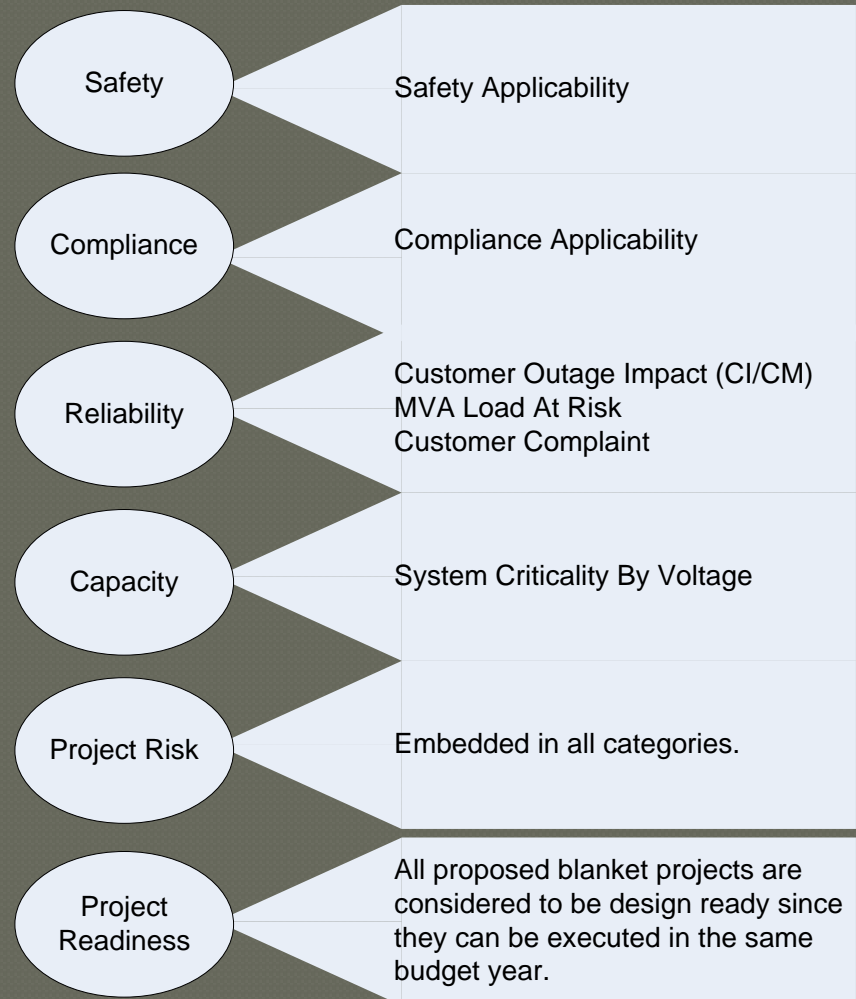 Safety
Safety Applicability
Compliance
Compliance Applicability
Reliability
Customer Outage Impact (CI/CM)
MVA Load At Risk
Customer Complaint
Capacity
System Criticality By Voltage
Project Risk
Embedded in all categories.
Project
Readiness
All proposed blanket projects are
considered to be design ready since
they can be executed in the same
budget year.